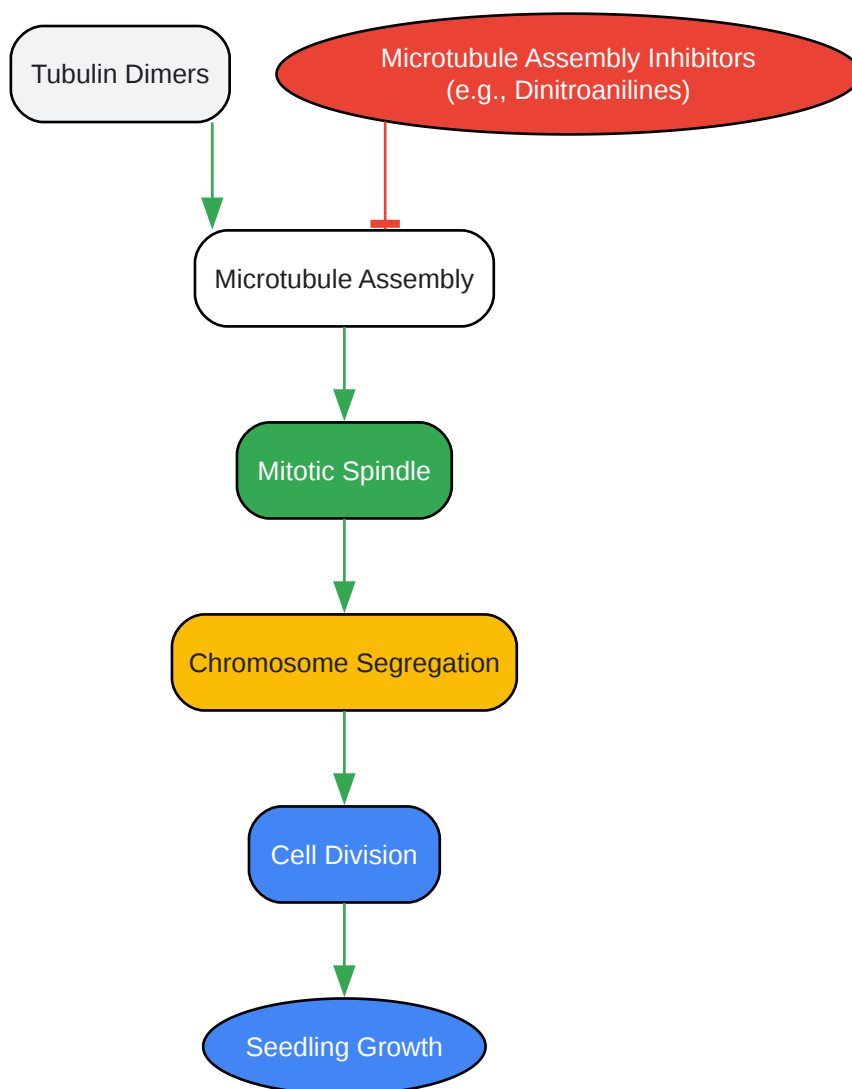 Tubulin Dimers
Microtubule Assembly Inhibitors
(e.g., Dinitroanilines)
Microtubule Assembly
Mitotic Spindle
Chromosome Segregation
Cell Division
Seedling Growth